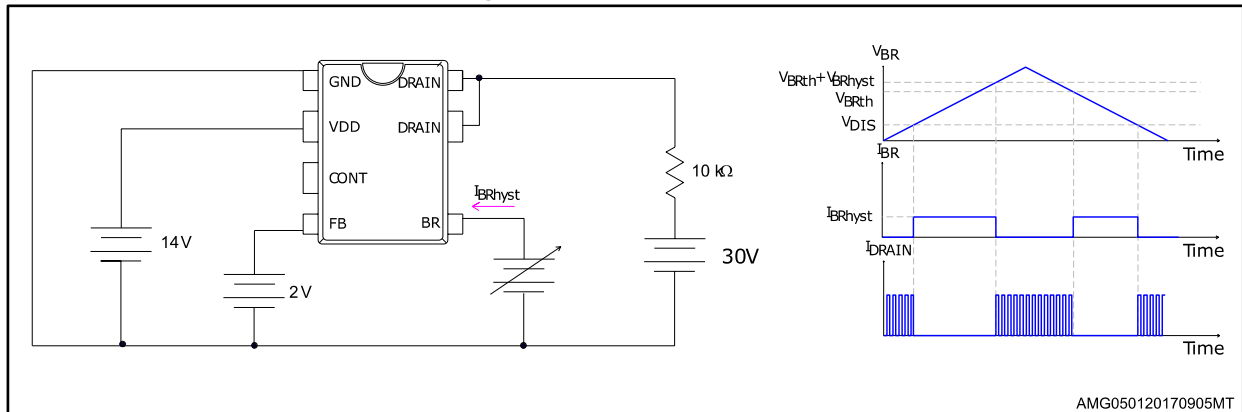 GND
DRAIN
VDD
DRAIN
CONT
FB
BR
IBRhyst
14V
2V
10 kΩ
30V
VBR
VBRth+VBRhyst
VBRth
VDIS
Time
IBR
IBRhyst
Time
IDRAIN
Time
AMG050120170905MT